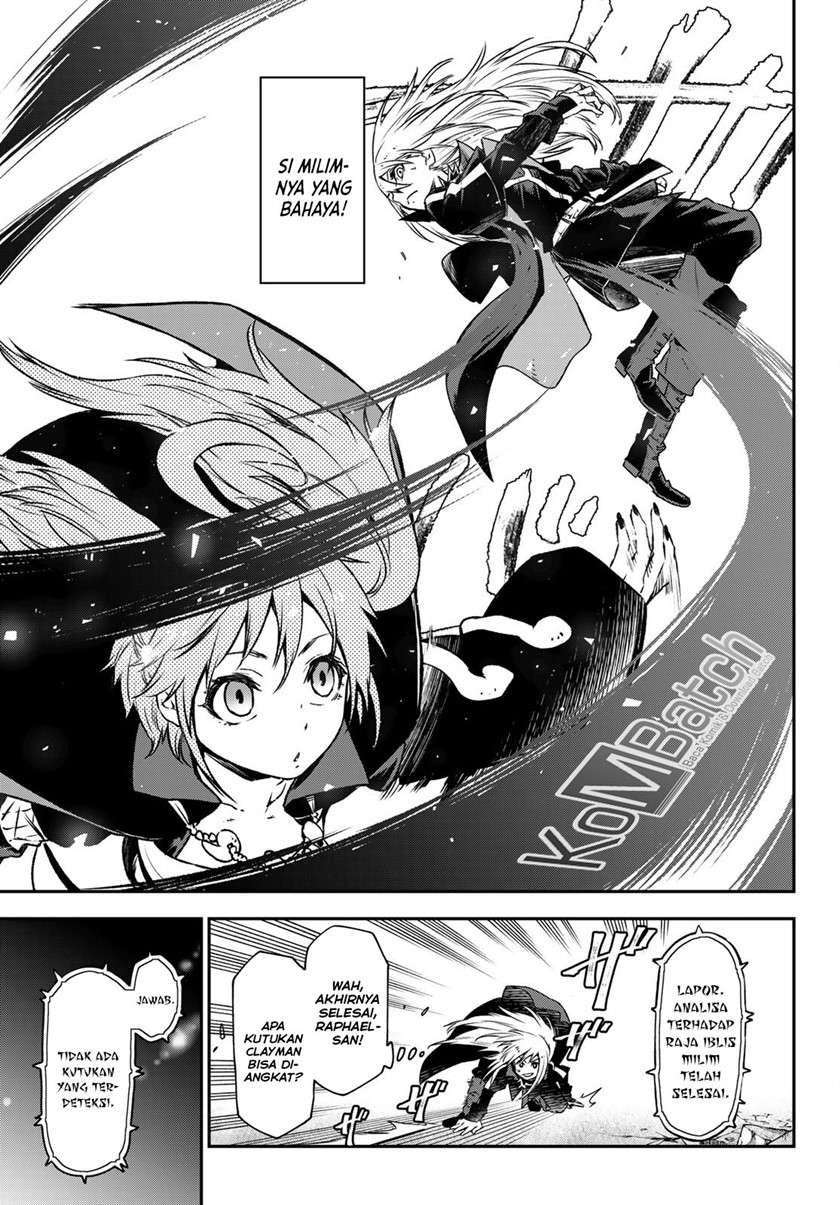 SI MILIM-
NYA YANG
BAHAYA!
KoMBatch
LAPOR.
ANALISA
TERHADAP
RAJA IBLIS
MILIM
TELAH
SELESAI.
WAH,
AKHIRNYA
SELESAI,
RAPHAEL-
SAN!
APA
KUTUKAN
CLAYMAN
BISA DI-
ANGKAT?
JAWAB.
TIDAK ADA
KUTUKAN
YANG TER-
DETEKSI.